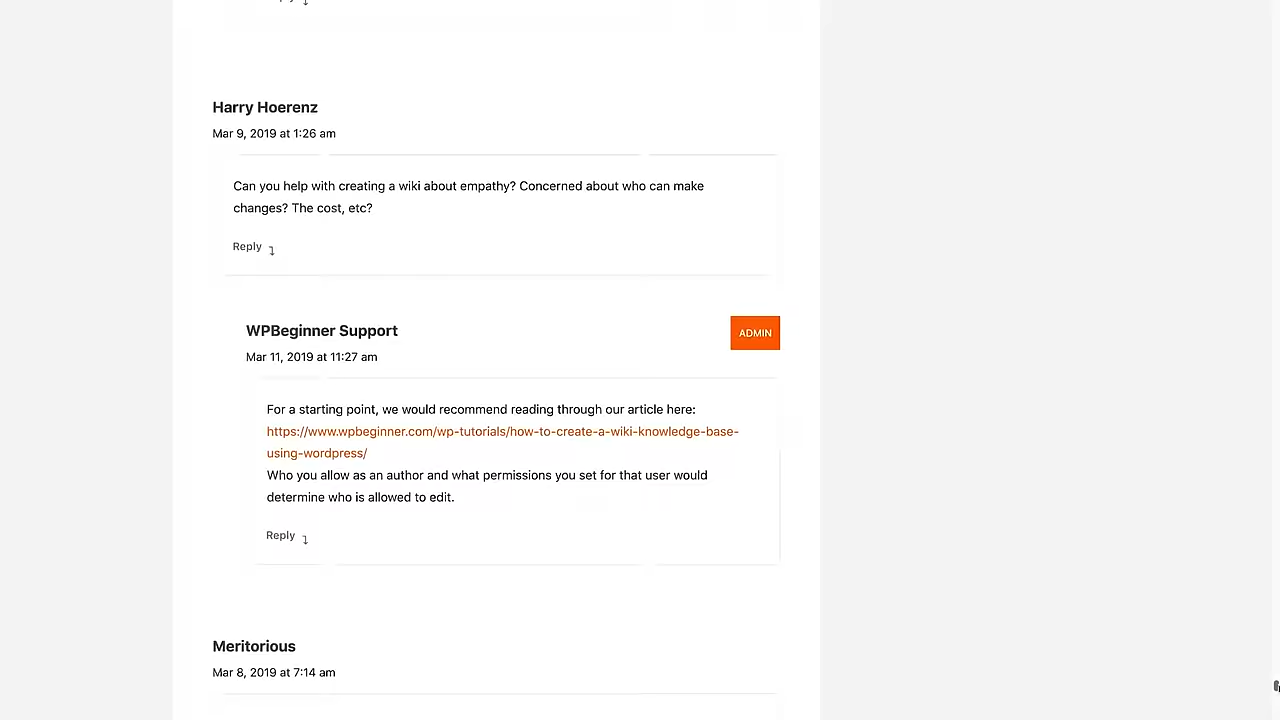 Harry Hoerenz
Mar 9, 2019 at 1:26 am
Can you help with creating a wiki about empathy? Concerned about who can make
changes? The cost, etc?
Reply
WPBeginner Support
ADMIN
Mar 11, 2019 at 11:27 am
For a starting point, we would recommend reading through our article here:
https://www.wpbeginner.com/wp-tutorials/how-to-create-a-wiki-knowledge-base-
using-wordpress/
Who you allow as an author and what permissions you set for that user would
determine who is allowed to edit.
Reply
Meritorious
Mar 8, 2019 at 7:14 am